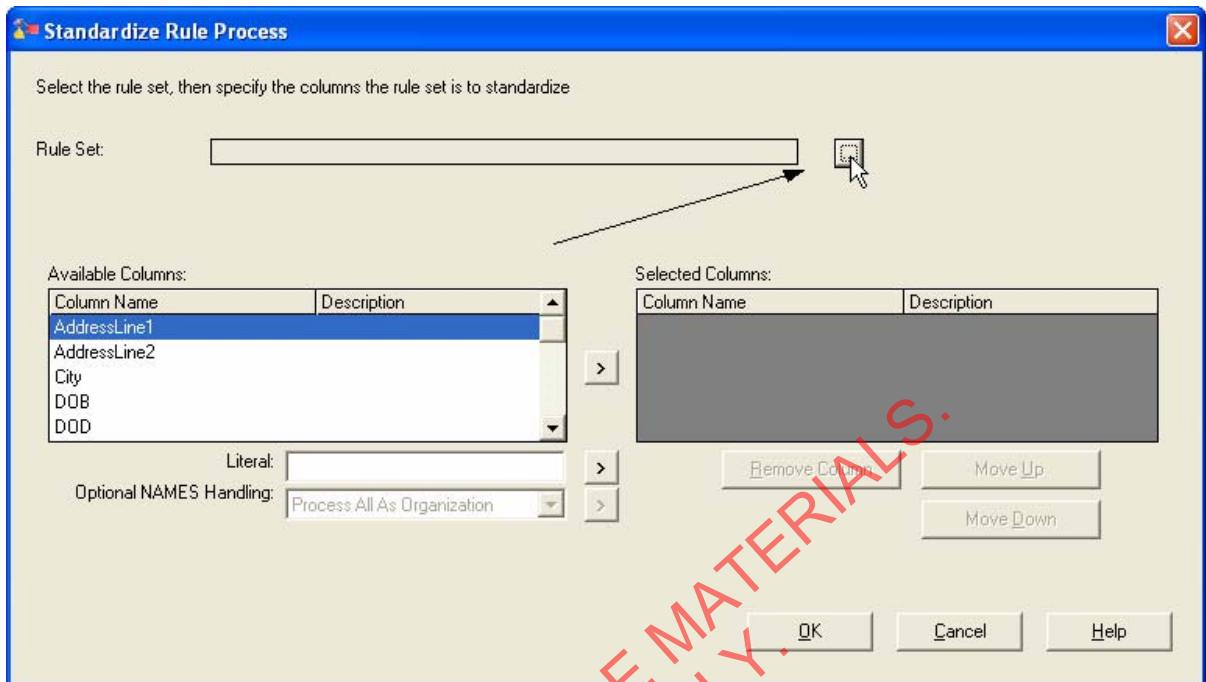 Standardize Rule Process
Select the rule set, then specify the columns the rule set is to standardize
Rule Set:
Available Columns:
Column Name Description
AddressLine1
AddressLine2
City
DOB
DOD
>
Literal:
>
Optional NAMES Handling: Process All As Organization
>
Selected Columns:
Column Name Description
Remove Column Move Up
Move Down
OK Cancel Help
E MATERIALS.
LY.